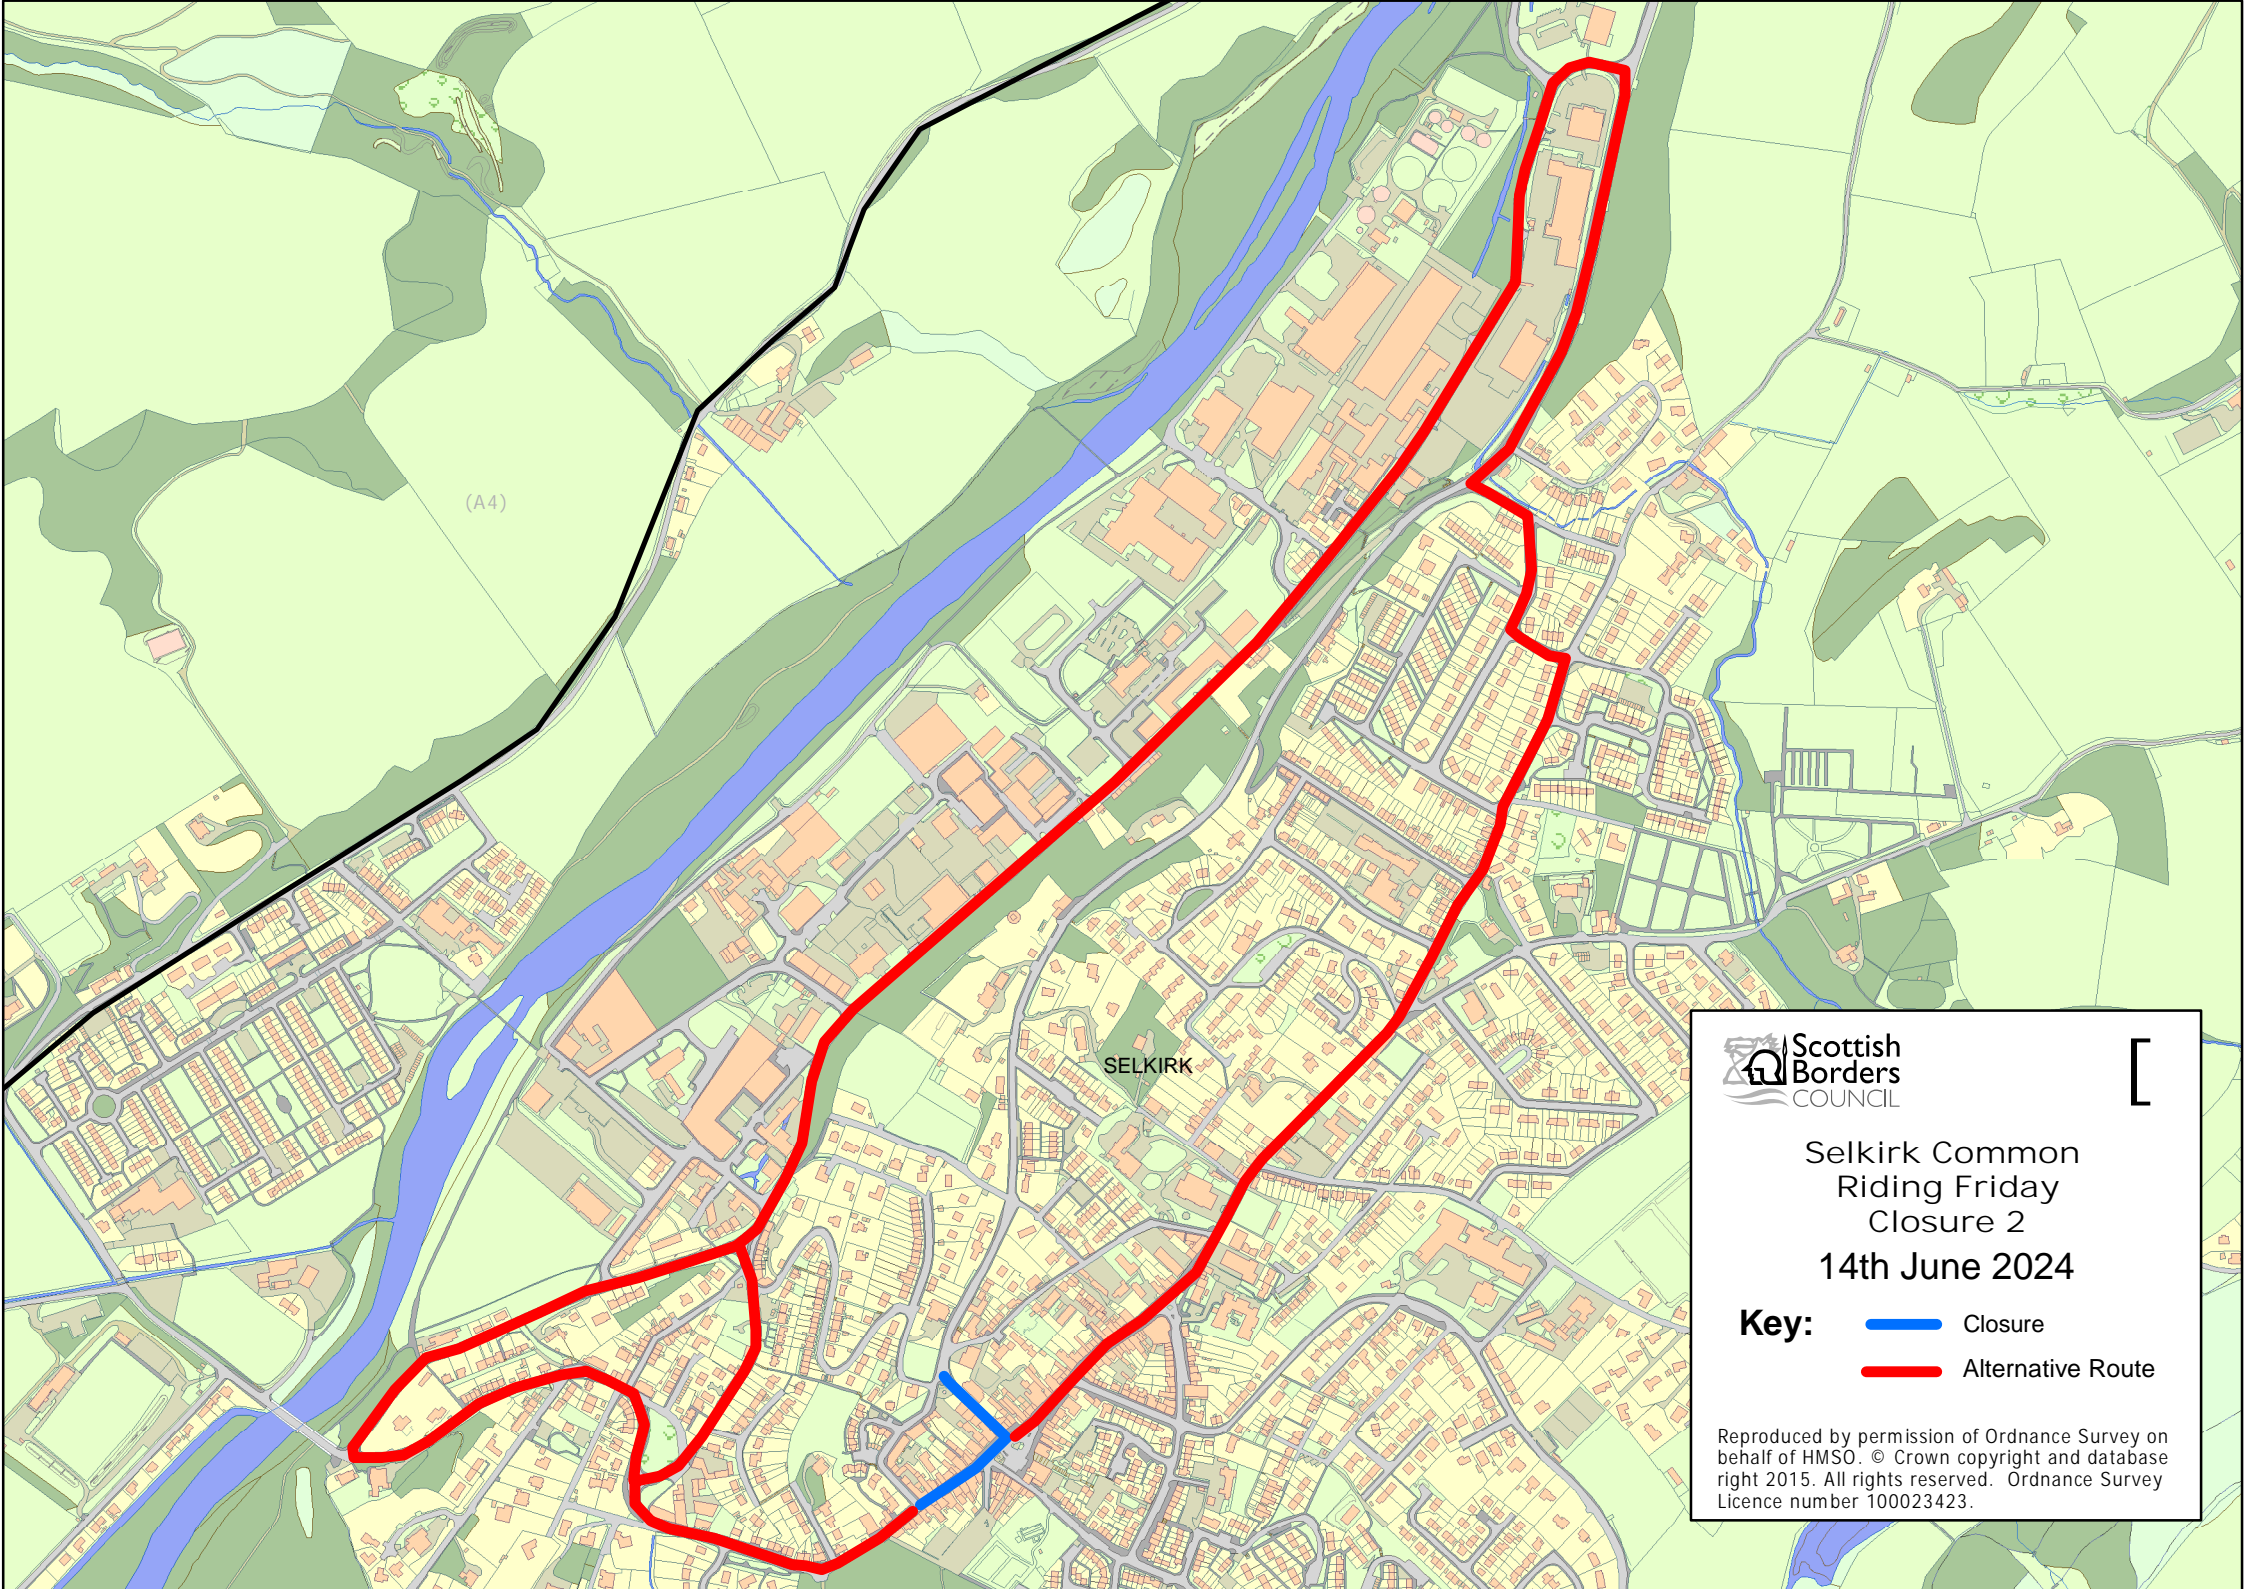 (A4)
SELKIRK
Scottish
Borders
COUNCIL
[
Selkirk Common
Riding Friday
Closure 2
14th June 2024
Key:
Closure
Alternative Route
Reproduced by permission of Ordnance Survey on
behalf of HMSO. © Crown copyright and database
right 2015. All rights reserved. Ordnance Survey
Licence number 100023423.